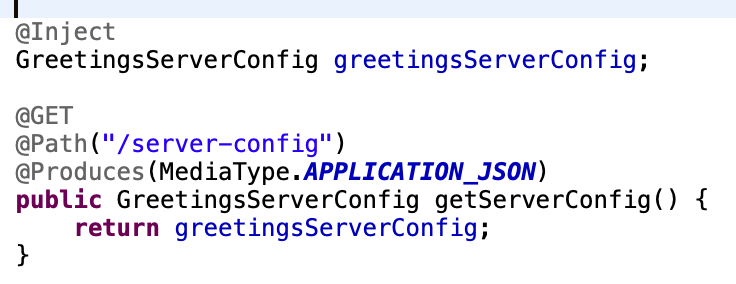 @Inject
GreetingsServerConfig greetingsServerConfig;
@GET
@Path("/server-config")
@Produces(MediaType.APPLICATION_JSON)
public GreetingsServerConfig getServerConfig() {
    return greetingsServerConfig;
}